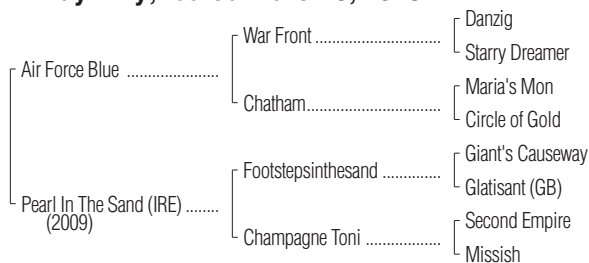 Danzig
War Front ........................................
Starry Dreamer
Air Force Blue .......................
Maria's Mon
Chatham..................................
Circle of Gold
Giant's Causeway
Footstepsinthesand ...............
Glatisant (GB)
Pearl In The Sand (IRE) ........
(2009)
Second Empire
Champagne Toni ...................
Missish